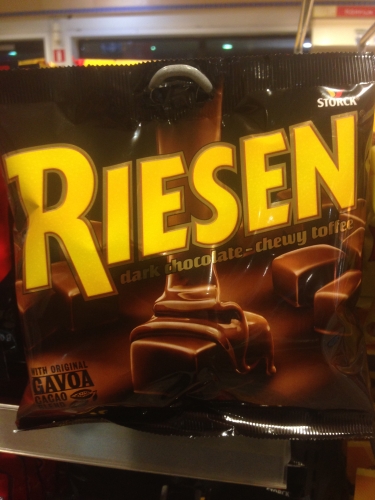 STORCK
RIESEN
dark chocolate - chewy toffee
WITH ORIGINAL
GAVOA
CACAO